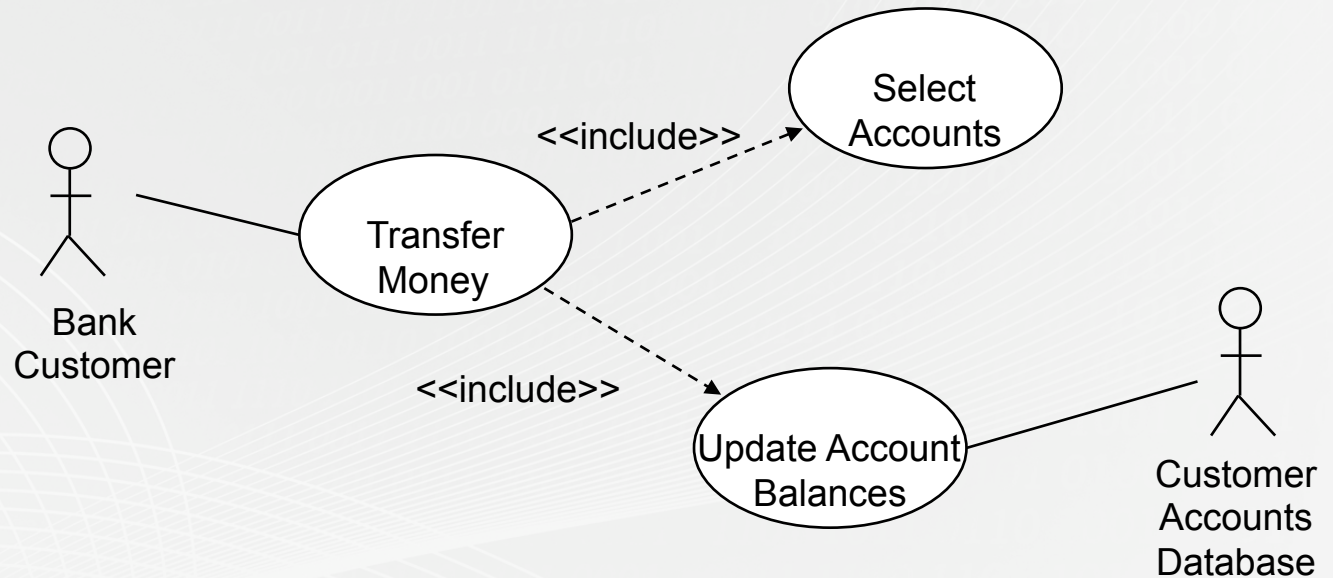 Select
Accounts
<<include>>
Transfer
Money
Bank
Customer
<<include>>
Update Account
Balances
Customer
Accounts
Database